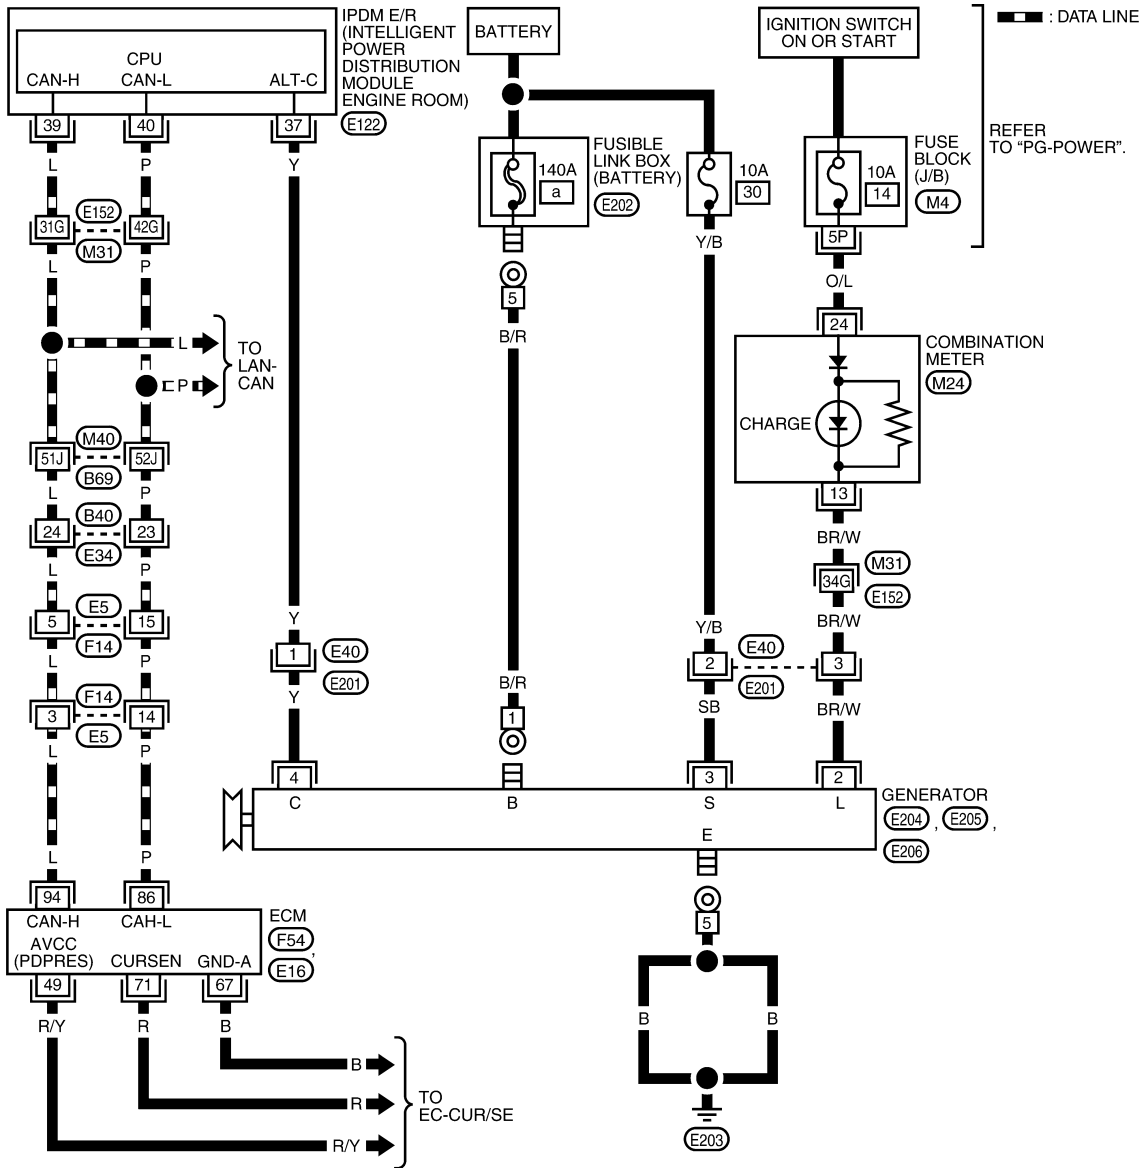 IPDM E/R
(INTELLIGENT
POWER
DISTRIBUTION
MODULE
ENGINE ROOM)
E122
CPU
CAN-H
CAN-L
ALT-C
39
40
37
BATTERY
IGNITION SWITCH
ON OR START
: DATA LINE
REFER
TO “PG-POWER”.
L
P
Y
FUSIBLE
LINK BOX
(BATTERY)
E202
140A
a
10A
30
10A
14
FUSE
BLOCK
(J/B)
M4
31G
E152
42G
M31
5P
Y/B
L
P
O/L
5
24
B/R
L
P
TO
LAN-
CAN
COMBINATION
METER
M24
CHARGE
M40
51J
52J
B69
L
P
13
B40
24
23
E34
BR/W
M31
34G
E152
L
P
E5
5
15
F14
Y
Y/B
BR/W
1
E40
E201
2
E40
3
E201
L
P
B/R
Y
SB
BR/W
F14
3
14
E5
1
L
P
4
3
2
C
B
S
L
E
GENERATOR
E204 , E205 ,
E206
L
P
94
86
CAN-H
CAH-L
AVCC
(PDPRES)
CURSEN
GND-A
ECM
F54 ,
E16
5
49
71
67
R/Y
R
B
B
B
B
R
R/Y
TO
EC-CUR/SE
E203